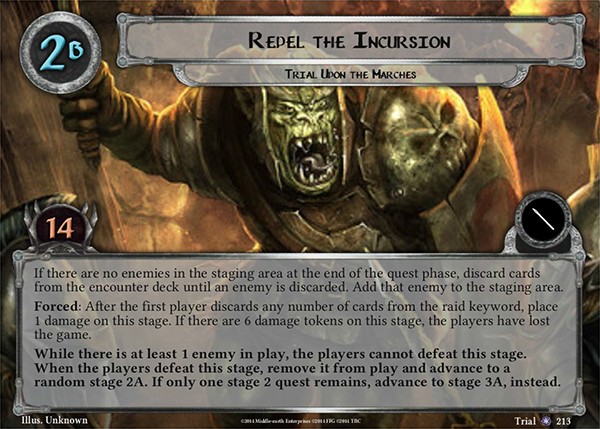 2B
Repel the Incursion
Trial Upon the Marches
14
If there are no enemies in the staging area at the end of the quest phase, discard cards
from the encounter deck until an enemy is discarded. Add that enemy to the staging area.
Forced: After the first player discards any number of cards from the raid keyword, place
1 damage on this stage. If there are 6 damage tokens on this stage, the players have lost
the game.
While there is at least 1 enemy in play, the players cannot defeat this stage.
When the players defeat this stage, remove it from play and advance to a
random stage 2A. If only one stage 2 quest remains, advance to stage 3A, instead.
Illus. Unknown
©2014 Middle-earth Enterprises ©2014 FFG ©2014 TBC
Trial 213